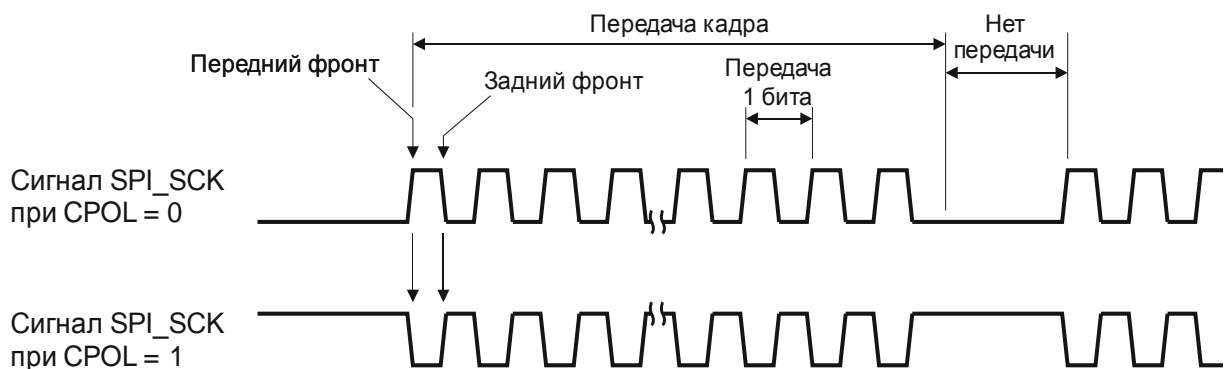 Передача кадра
Нет
передачи
Передний фронт
Задний фронт
Передача
1 бита
Сигнал SPI_SCK
при CPOL = 0
Сигнал SPI_SCK
при CPOL = 1